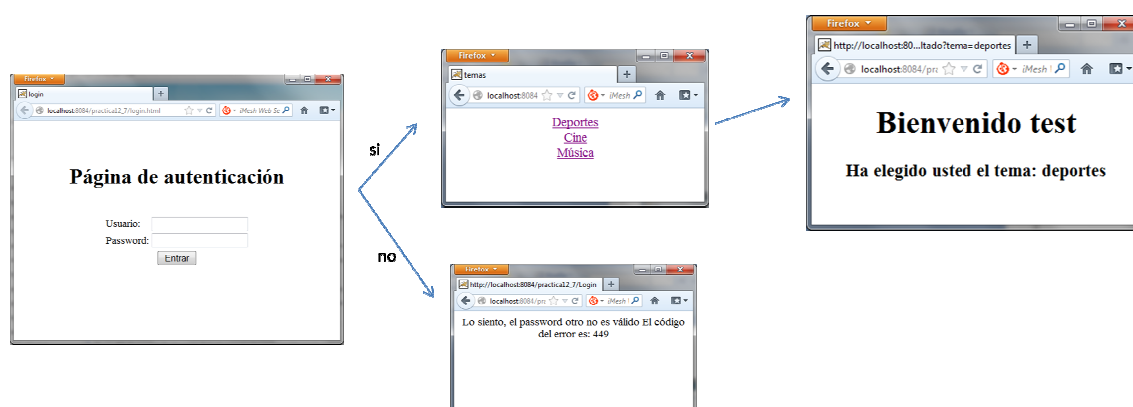 Firefox
login
localhost:8084/practica12_7/login.html
iMesh Web Sc
Página de autenticación
Usuario:
Password:
Entrar
si
no
Firefox
temas
localhost:8084
iMesh
Deportes
Cine
Música
Firefox
http://localhost:8084/practica12_7/Login
localhost:8084/pr
iMesh
Lo siento, el password otro no es válido El código
del error es: 449
Firefox
http://localhost:80...ltado?tema=deportes
localhost:8084/pr
iMesh
Bienvenido test
Ha elegido usted el tema: deportes